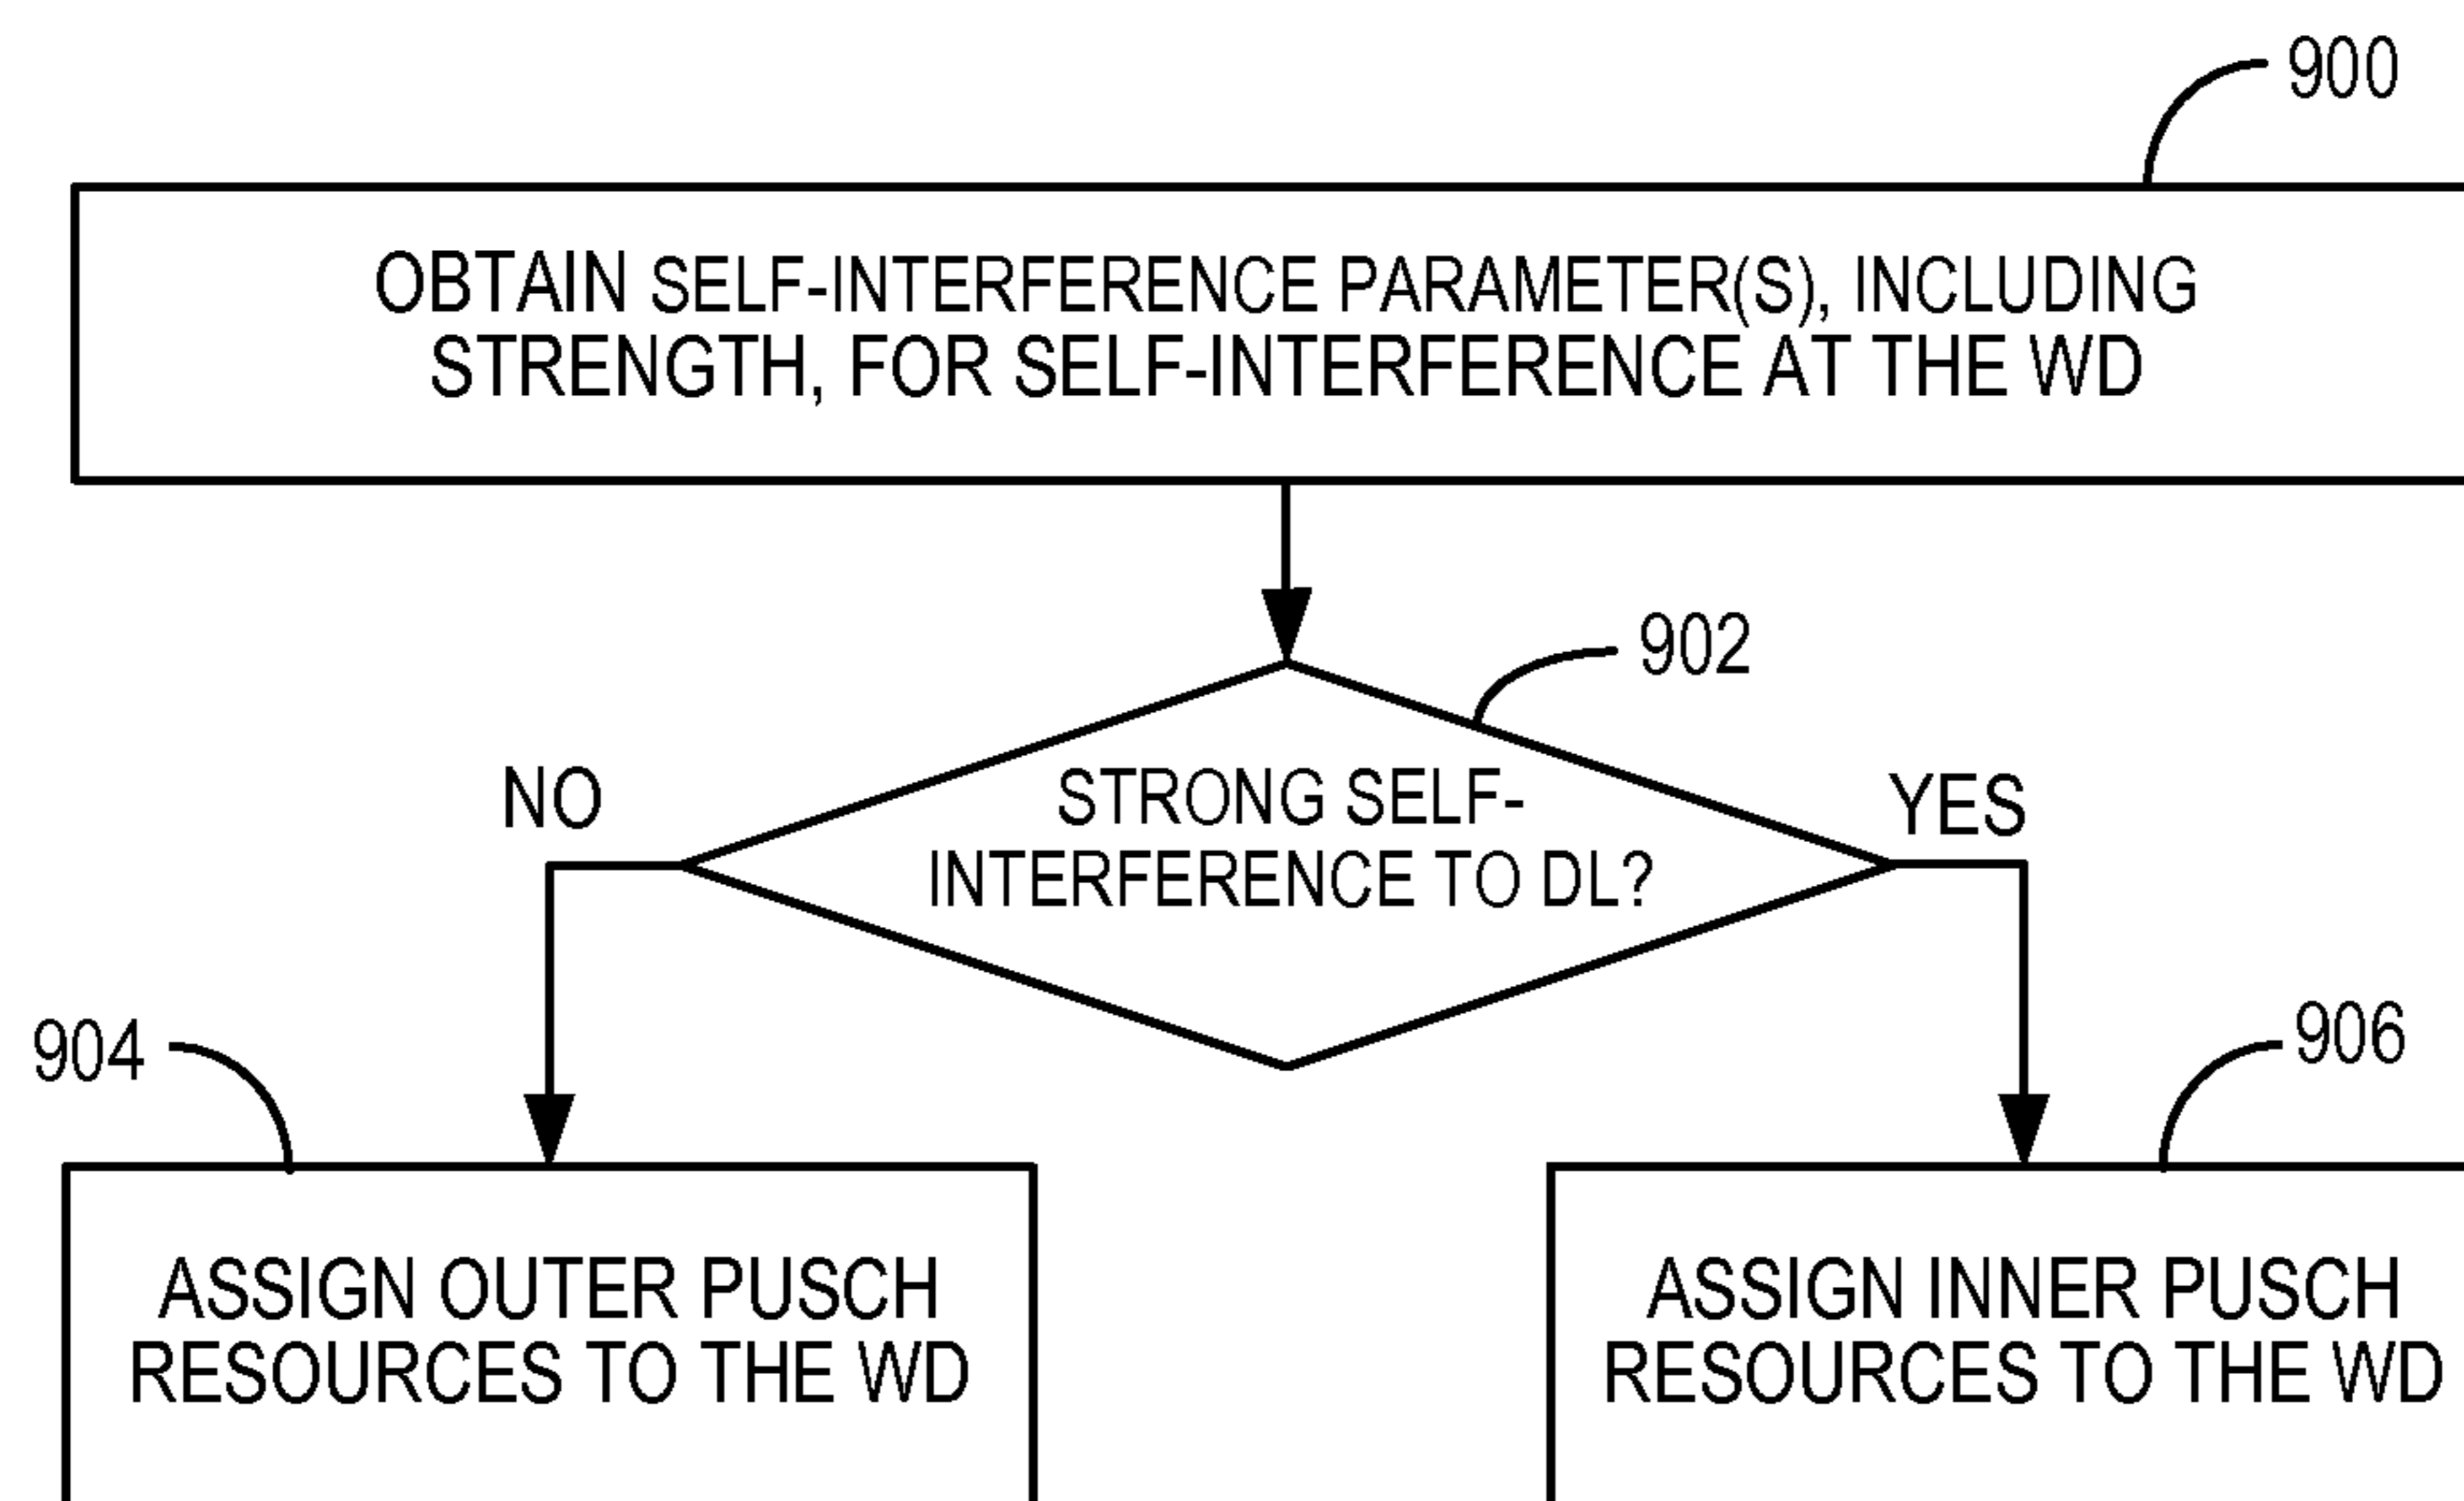 900
OBTAIN SELF-INTERFERENCE PARAMETER(S), INCLUDING
STRENGTH, FOR SELF-INTERFERENCE AT THE WD
902
NO
STRONG SELF-
INTERFERENCE TO DL?
YES
904
906
ASSIGN OUTER PUSCH
RESOURCES TO THE WD
ASSIGN INNER PUSCH
RESOURCES TO THE WD